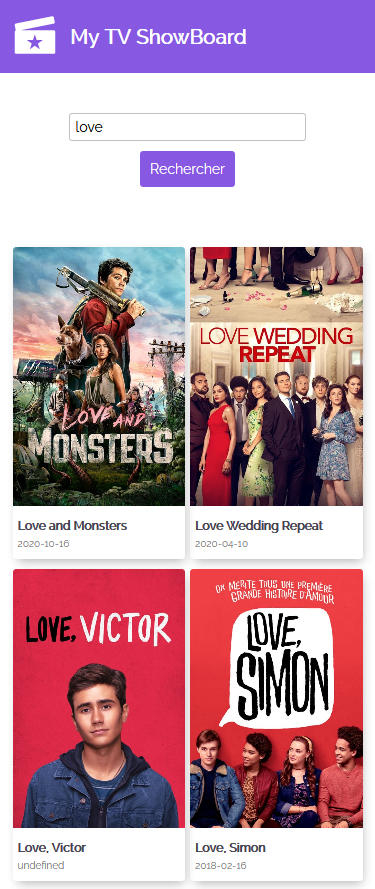 My TV ShowBoard
love
Rechercher
LOVE AND
MONSTERS
LOVE WEDDING
REPEAT
Love and Monsters
2020-10-16
Love Wedding Repeat
2020-04-10
LOVE, VICTOR
ON MÉRITE TOUS UNE PREMIÈRE
GRANDE HISTOIRE D'AMOUR
LOVE,
SIMON
Love, Victor
undefined
Love, Simon
2018-02-16